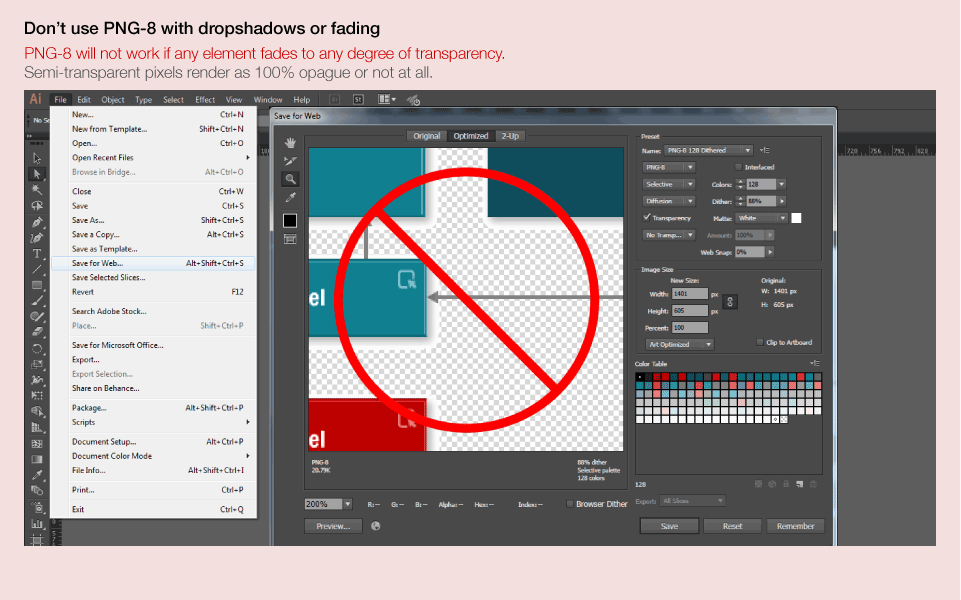 Don't use PNG-8 with dropshadows or fading
PNG-8 will not work if any element fades to any degree of transparency.
Semi-transparent pixels render as 100% opague or not at all.
Ai File Edit Object Type Select Effect View Window Help Br St
No Se
New... Ctrl+N
New from Template... Shift+Ctrl+N
Open... Ctrl+O
Open Recent Files
Browse in Bridge... Alt+Ctrl+O
Close Ctrl+W
Save Ctrl+S
Save As... Shift+Ctrl+S
Save a Copy... Alt+Ctrl+S
Save as Template...
Save for Web... Alt+Shift+Ctrl+S
Save Selected Slices...
Revert F12
Search Adobe Stock...
Place... Shift+Ctrl+P
Save for Microsoft Office...
Export...
Export Selection...
Share on Behance...
Package... Alt+Shift+Ctrl+P
Scripts
Document Setup... Alt+Ctrl+P
Document Color Mode
File Info... Alt+Shift+Ctrl+I
Print... Ctrl+P
Exit Ctrl+Q
Save for Web
Original Optimized 2-Up
el
el
PNG-8
28.79K
88% dither
Selective palette
128 colors
200% R: -- G: -- B: -- Alpha: -- Hex: -- Index: -- Browser Dither
Preview...
Preset
Name: PNG-8 128 Dithered
PNG-8 Interlaced
Selective Colors: 128
Diffusion Dither: 88%
Transparency Matte: White
No Transp... Amount: 100%
Web Snap: 0%
Image Size
New Size: Original:
Width: 1401 px W: 1401 px
Height: 605 px H: 605 px
Percent: 100
Art Optimized Clip to Artboard
Color Table
128
Export: All Slices
Save Reset Remember
720 756 792 828